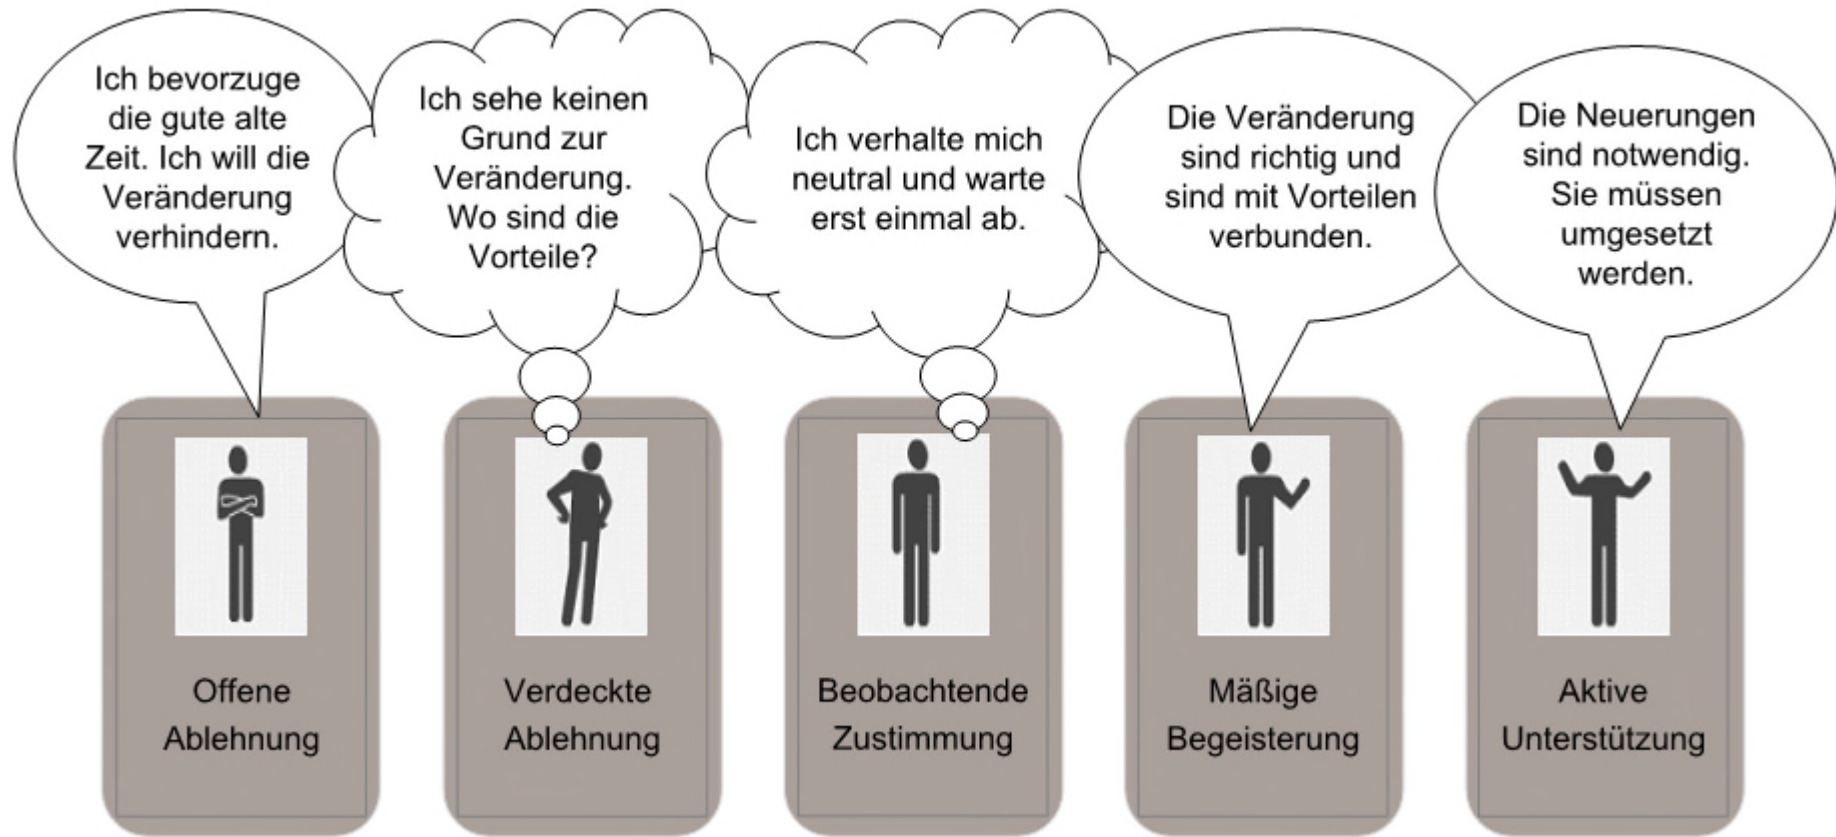 Ich bevorzuge
die gute alte
Zeit. Ich will die
Veränderung
verhindern.
Ich sehe keinen
Grund zur
Veränderung.
Wo sind die
Vorteile?
Ich verhalte mich
neutral und warte
erst einmal ab.
Die Veränderung
sind richtig und
sind mit Vorteilen
verbunden.
Die Neuerungen
sind notwendig.
Sie müssen
umgesetzt
werden.
Offene
Ablehnung
Verdeckte
Ablehnung
Beobachtende
Zustimmung
Mäßige
Begeisterung
Aktive
Unterstützung